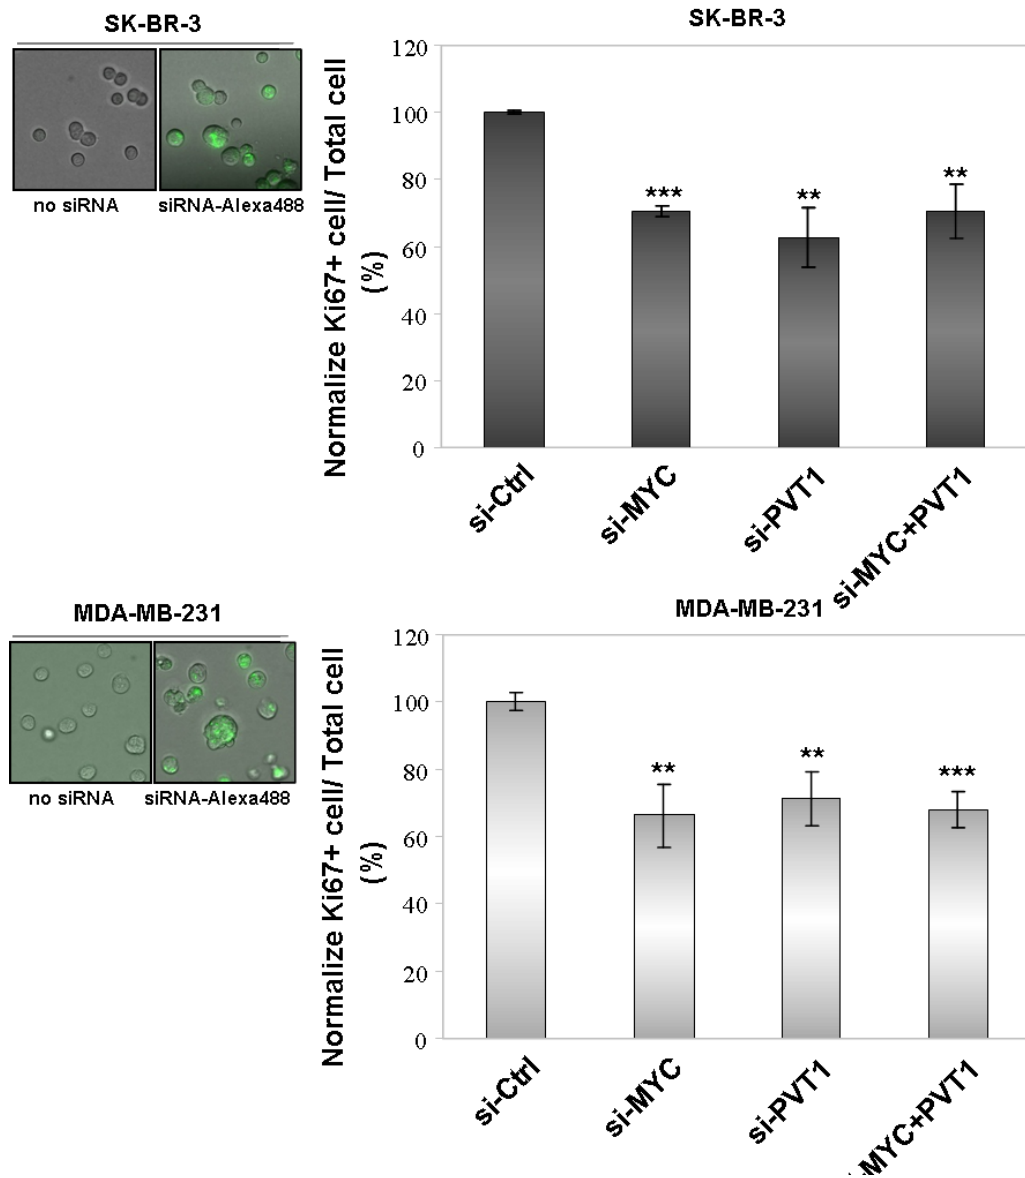 SK-BR-3
no siRNA
siRNA-Alexa488
SK-BR-3
Normalize Ki67+ cell/ Total cell
(%)
120
100
80
60
40
20
0
***
**
**
si-Ctrl
si-MYC
si-PVT1
si-MYC+PVT1
MDA-MB-231
no siRNA
siRNA-Alexa488
MDA-MB-231
Normalize Ki67+ cell/ Total cell
(%)
120
100
80
60
40
20
0
**
**
***
si-Ctrl
si-MYC
si-PVT1
-MYC+PVT1